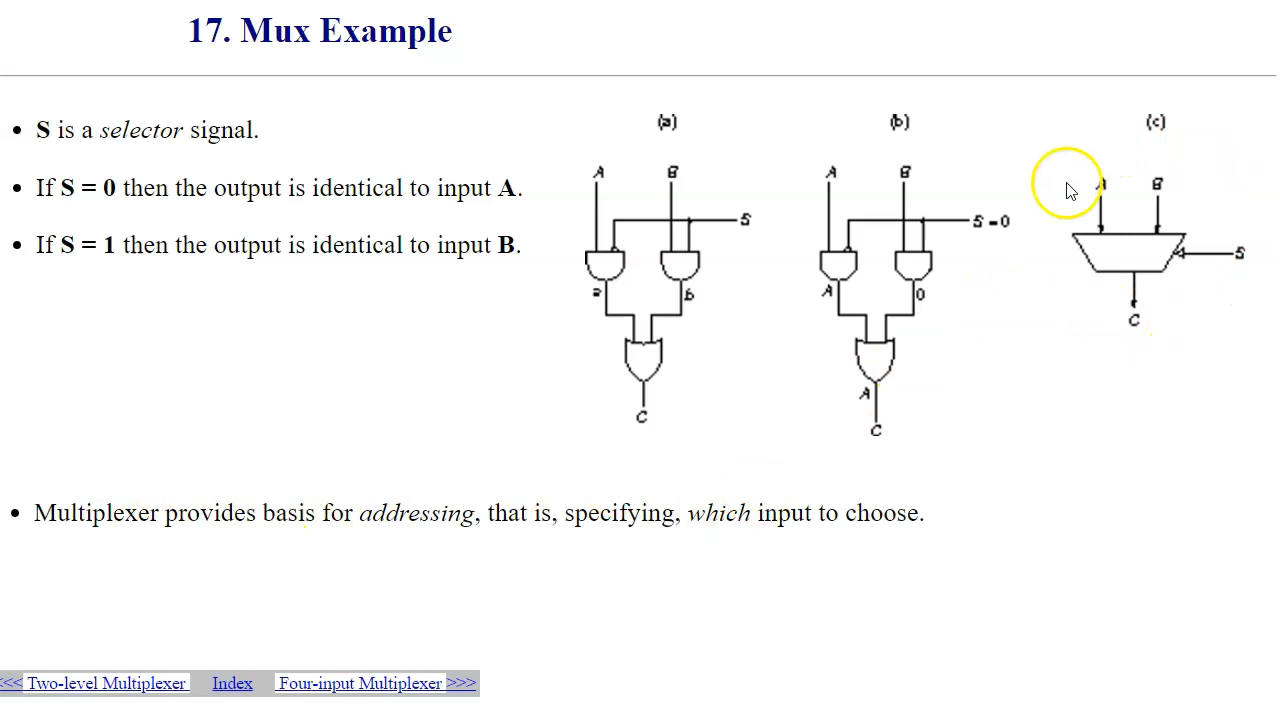 17. Mux Example
S is a selector signal.
If S = 0 then the output is identical to input A.
If S = 1 then the output is identical to input B.
(a)
A B
S
a b
C
(b)
A B
S = 0
A 0
A
C
(c)
A B
S
C
Multiplexer provides basis for addressing, that is, specifying, which input to choose.
<<< Two-level Multiplexer Index Four-input Multiplexer >>>